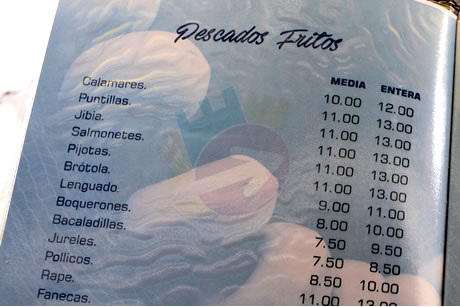 Pescados Fritos
MEDIA ENTERA
Calamares. 10.00 12.00
Puntillas. 11.00 13.00
Jibia. 11.00 13.00
Salmonetes. 11.00 13.00
Pijotas. 11.00 13.00
Brótola. 11.00 13.00
Lenguado. 9.00 11.00
Boquerones. 8.00 10.00
Bacaladillas. 7.50 9.50
Jureles. 7.50 8.50
Pollicos. 8.50 10.00
Rape. 11.00
Fanecas.